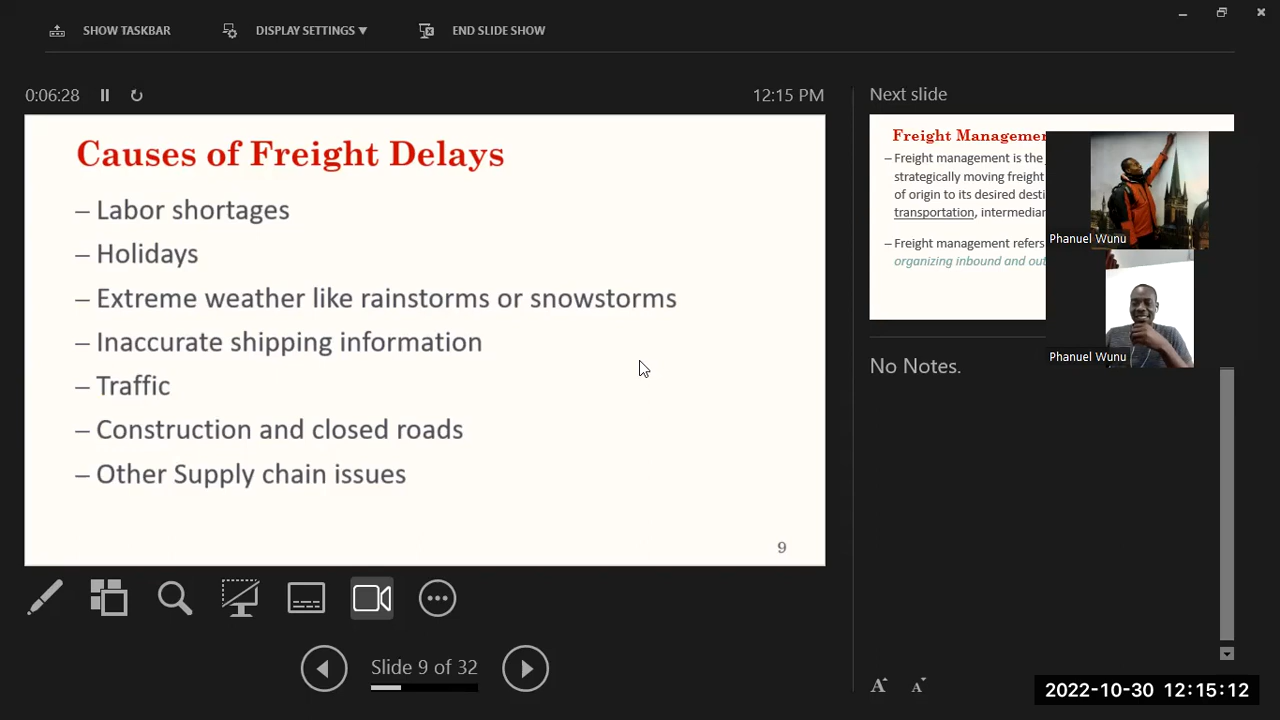 SHOW TASKBAR
DISPLAY SETTINGS ▼
END SLIDE SHOW
0:06:28
12:15 PM
Causes of Freight Delays
– Labor shortages
– Holidays
– Extreme weather like rainstorms or snowstorms
– Inaccurate shipping information
– Traffic
– Construction and closed roads
– Other Supply chain issues
9
Slide 9 of 32
Next slide
Freight
– Freight management is the
strategically moving freight
of origin to its desired
transportation,
– Freight management refers
organizing inbound and
Phanuel Wunu
Phanuel Wunu
No Notes.
A A
2022-10-30 12:15:12